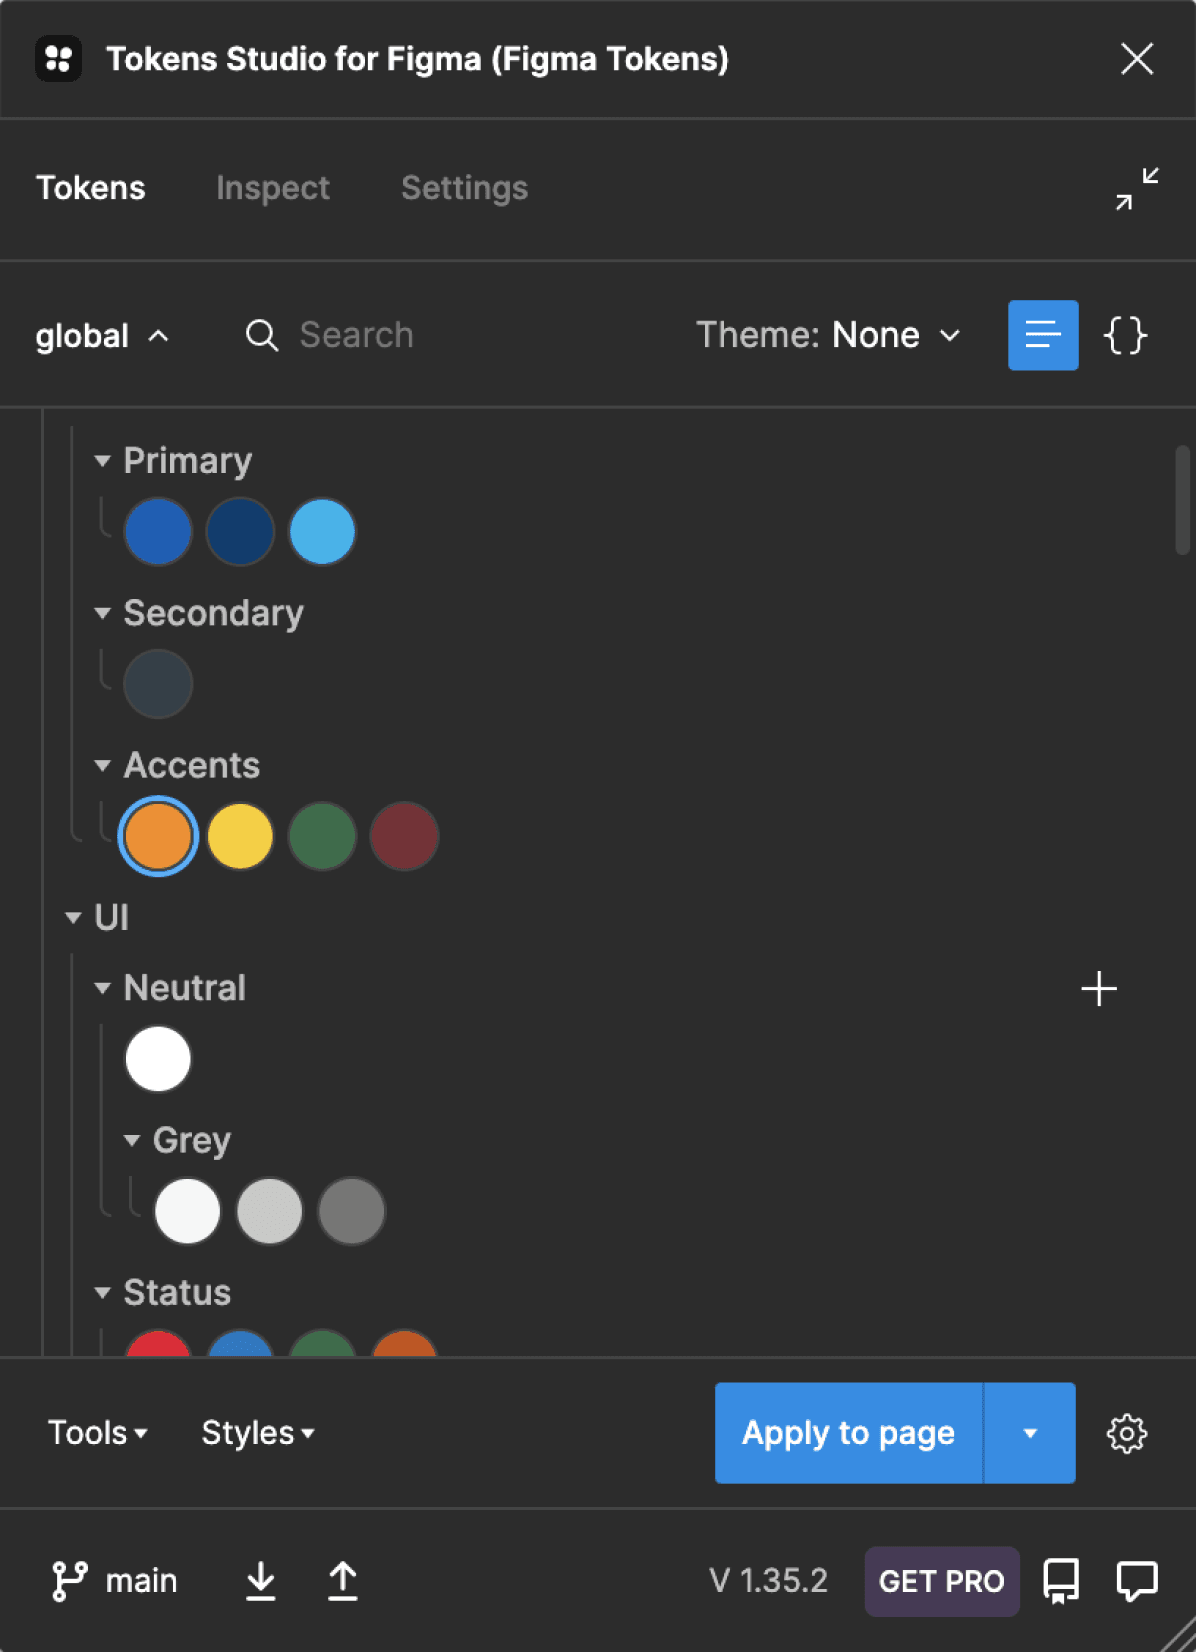 Tokens Studio for Figma (Figma Tokens)
Tokens Inspect Settings
global Search Theme: None {}
Primary
Secondary
Accents
UI
Neutral
Grey
Status
Tools Styles Apply to page
main V 1.35.2 GET PRO